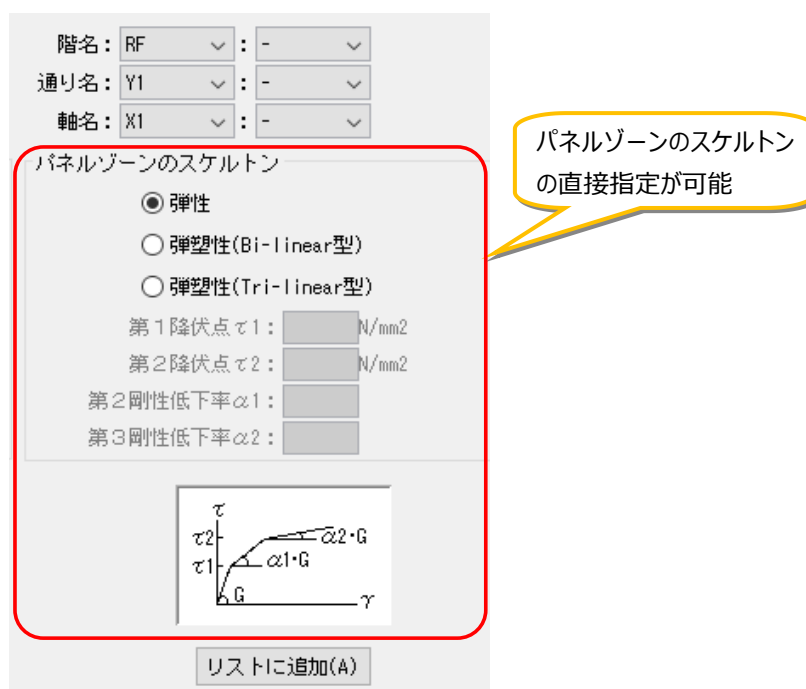 階名: RF : -
通り名: Y1 : -
軸名: X1 : -
パネルゾーンのスケルトン
弾性
弾塑性(Bi-linear型)
弾塑性(Tri-linear型)
第1降伏点τ1: N/mm2
第2降伏点τ2: N/mm2
第2剛性低下率α1:
第3剛性低下率α2:
τ
τ2
α2・G
τ1
α1・G
G
γ
リストに追加(A)
パネルゾーンのスケルトン
の直接指定が可能